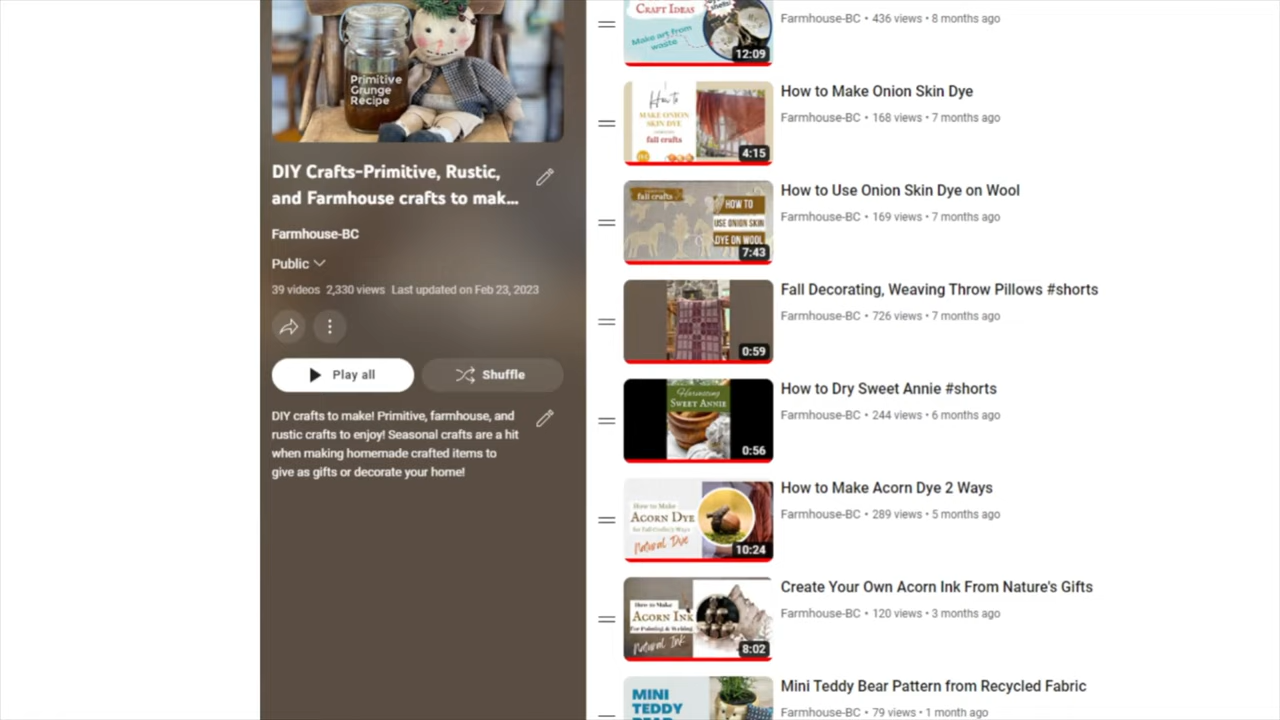 Primitive
Grunge
Recipe
DIY Crafts-Primitive, Rustic,
and Farmhouse crafts to mak...
Farmhouse-BC
Public
39 videos 2,330 views Last updated on Feb 23, 2023
Play all
Shuffle
DIY crafts to make! Primitive, farmhouse, and
rustic crafts to enjoy! Seasonal crafts are a hit
when making homemade crafted items to
give as gifts or decorate your home!
CRAFT IDEAS
Make art from
waste
12:09
Farmhouse-BC • 436 views • 8 months ago
How to
MAKE ONION
SKIN DYE
fall crafts
4:15
How to Make Onion Skin Dye
Farmhouse-BC • 168 views • 7 months ago
fall crafts
HOW TO
USE ONION SKIN
DYE ON WOOL
7:43
How to Use Onion Skin Dye on Wool
Farmhouse-BC • 169 views • 7 months ago
0:59
Fall Decorating, Weaving Throw Pillows #shorts
Farmhouse-BC • 726 views • 7 months ago
Harvesting
SWEET ANNIE
0:56
How to Dry Sweet Annie #shorts
Farmhouse-BC • 244 views • 6 months ago
How to Make
ACORN DYE
Natural Dye
10:24
How to Make Acorn Dye 2 Ways
Farmhouse-BC • 289 views • 5 months ago
How to Make
ACORN INK
For Painting & Writing
Natural Ink
8:02
Create Your Own Acorn Ink From Nature's Gifts
Farmhouse-BC • 120 views • 3 months ago
MINI
TEDDY
BEAR
Mini Teddy Bear Pattern from Recycled Fabric
Farmhouse-BC • 79 views • 1 month ago